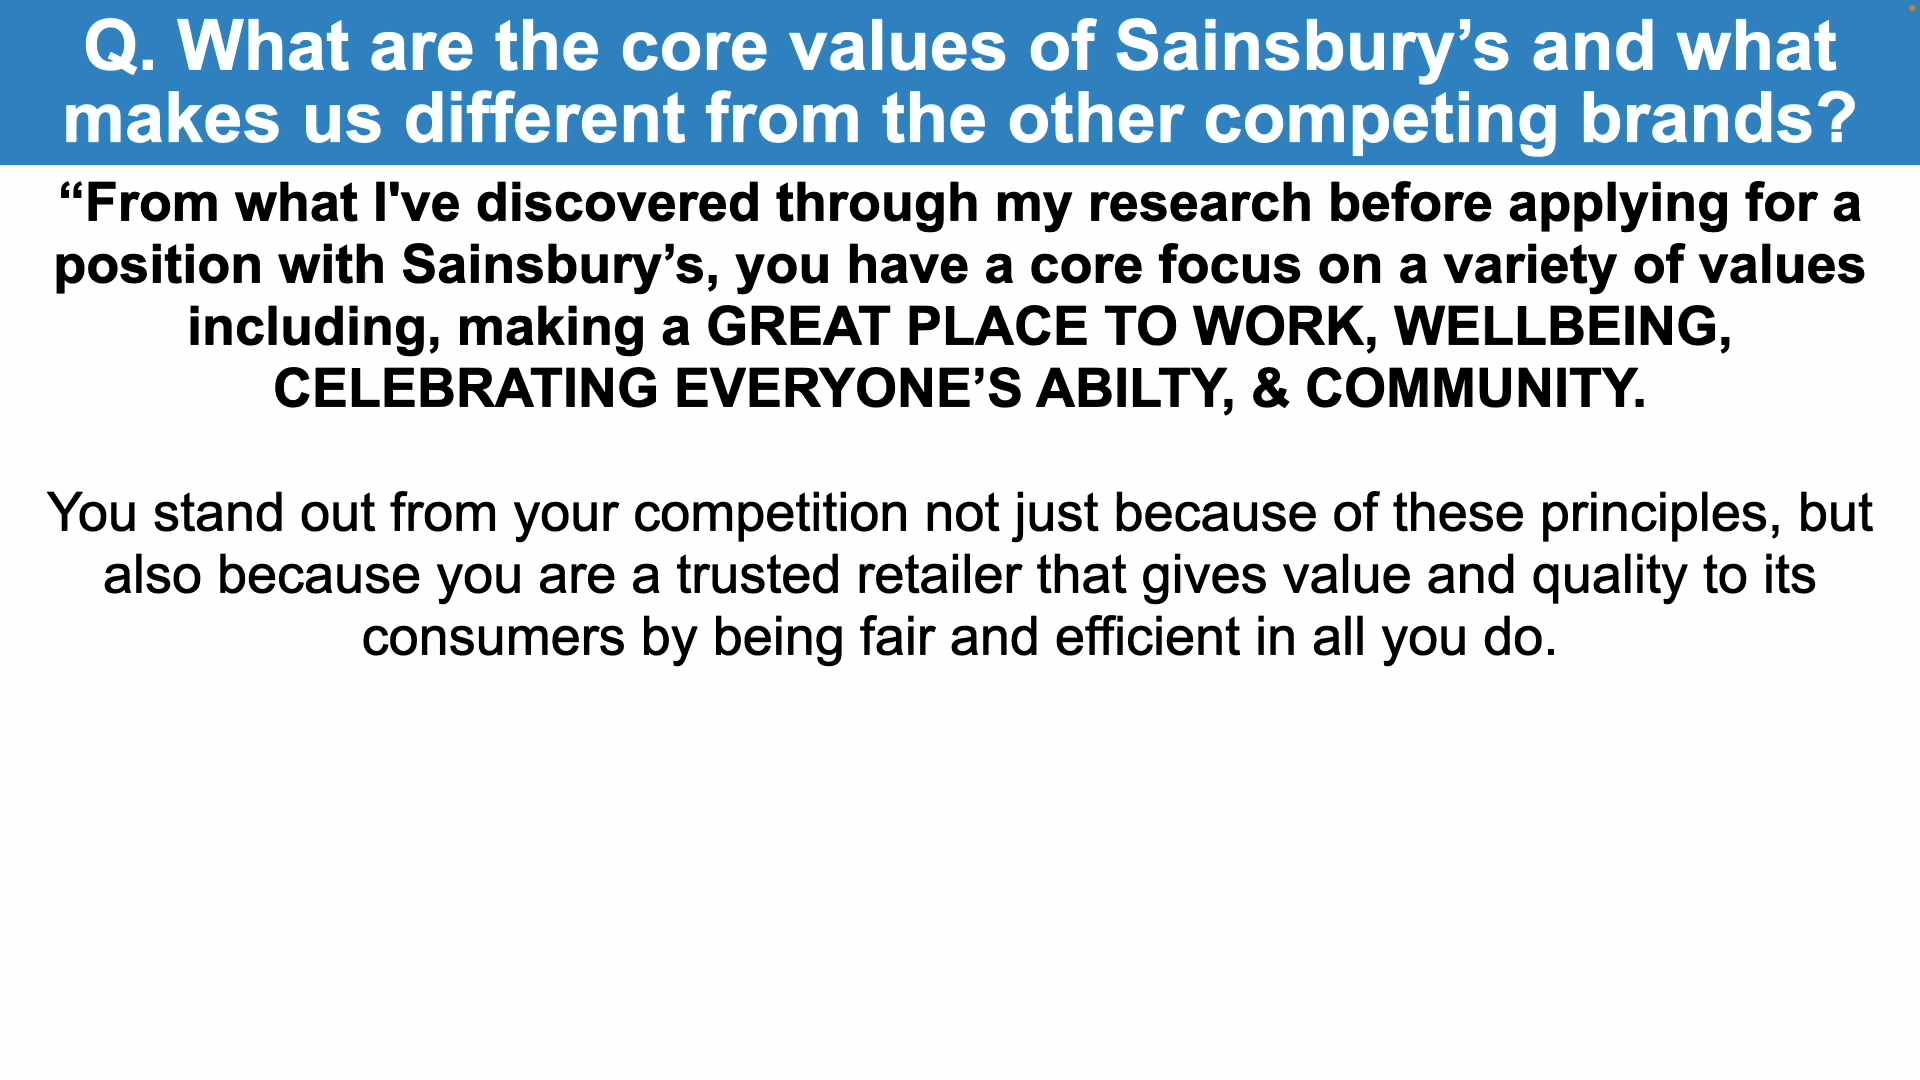 Q. What are the core values of Sainsbury’s and what
makes us different from the other competing brands?
“From what I've discovered through my research before applying for a
position with Sainsbury’s, you have a core focus on a variety of values
including, making a GREAT PLACE TO WORK, WELLBEING,
CELEBRATING EVERYONE’S ABILTY, & COMMUNITY.
You stand out from your competition not just because of these principles, but
also because you are a trusted retailer that gives value and quality to its
consumers by being fair and efficient in all you do.